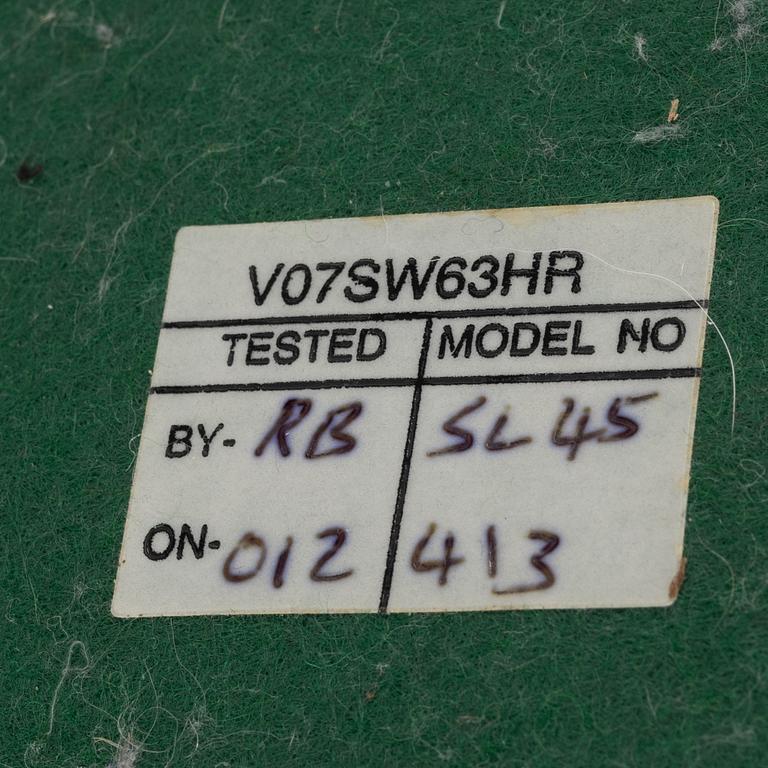 V07SW63HR
TESTED MODEL NO
BY- RB SL45
ON- 012 413